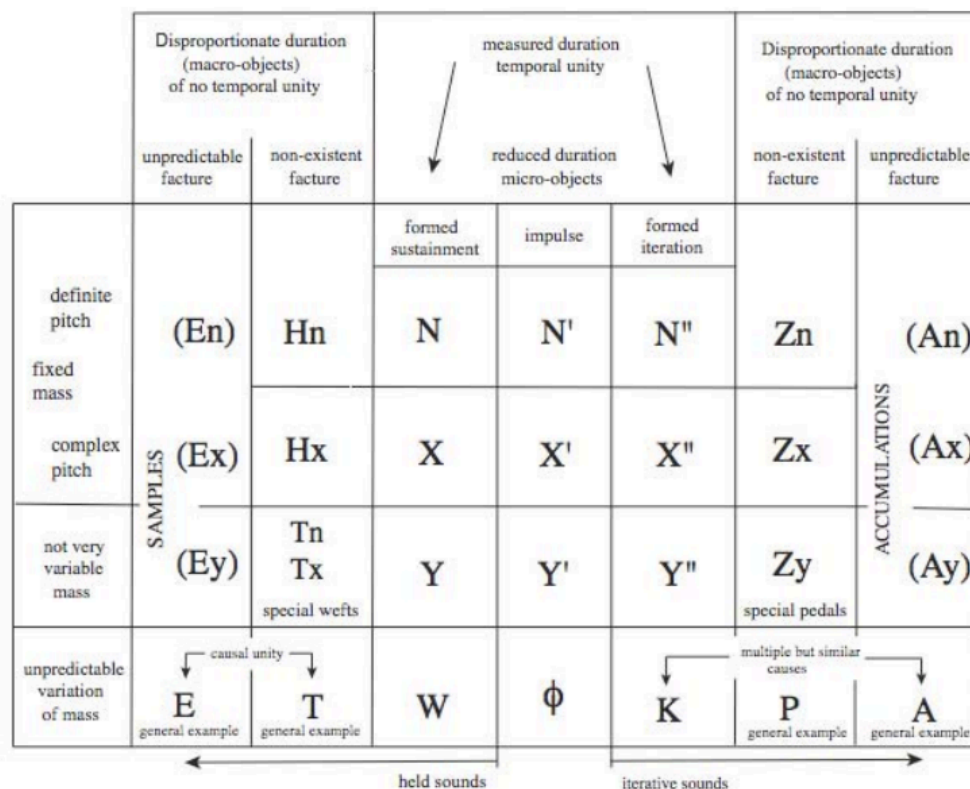 Disproportionate duration
(macro-objects)
of no temporal unity
measured duration
temporal unity
Disproportionate duration
(macro-objects)
of no temporal unity
unpredictable
facture
non-existent
facture
reduced duration
micro-objects
non-existent
facture
unpredictable
facture
formed
sustainment
impulse
formed
iteration
definite
pitch
fixed
mass
(En) Hn N N' N" Zn (An)
complex
pitch
SAMPLES
(Ex) Hx X X' X" Zx (Ax)
ACCUMULATIONS
not very
variable
mass
(Ey)
Tn
Tx
special wefts
Y Y' Y" Zy
special pedals
(Ay)
unpredictable
variation
of mass
causal unity
multiple but similar
causes
E T W ϕ K P A
general example general example general example general example
held sounds iterative sounds